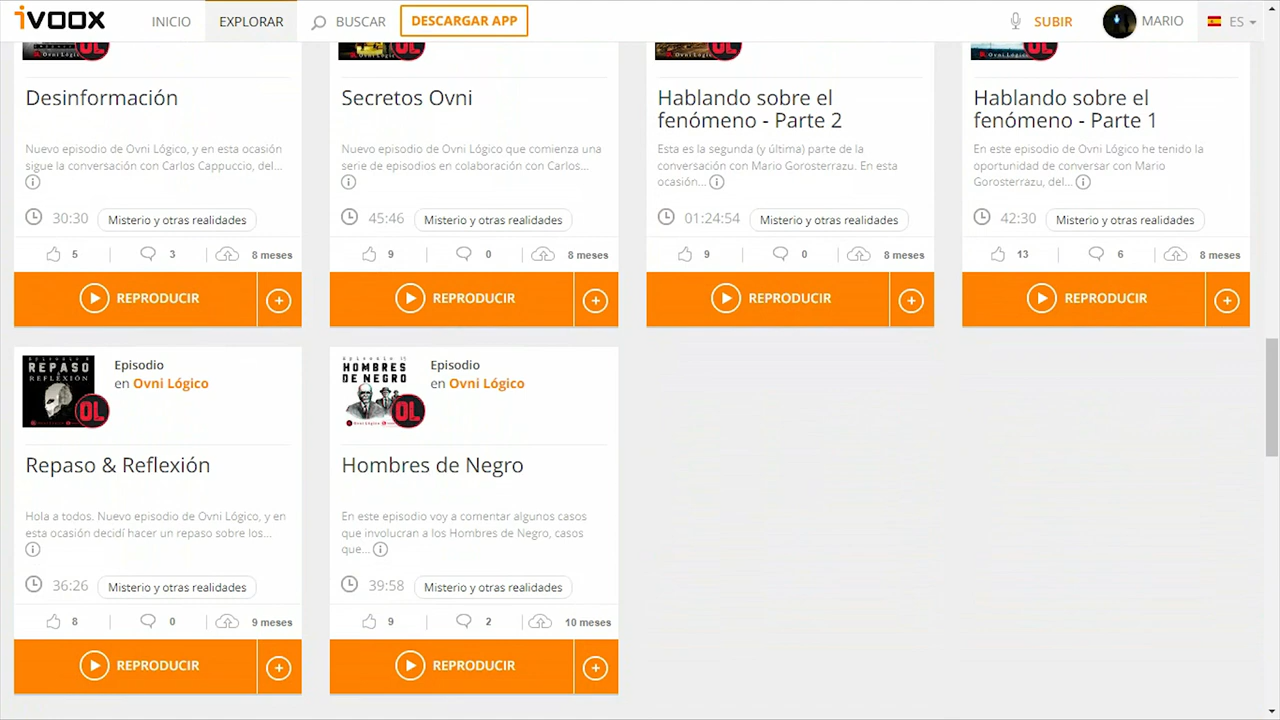 iVOOX INICIO EXPLORAR BUSCAR DESCARGAR APP SUBIR MARIO ES
OL OL OL OL
Desinformación
Nuevo episodio de Ovni Lógico, y en esta ocasión
sigue la conversación con Carlos Cappuccio, del...
30:30 Misterio y otras realidades
5 3 8 meses
REPRODUCIR
Secretos Ovni
Nuevo episodio de Ovni Lógico que comienza una
serie de episodios en colaboración con Carlos...
45:46 Misterio y otras realidades
9 0 8 meses
REPRODUCIR
Hablando sobre el
fenómeno - Parte 2
Esta es la segunda (y última) parte de la
conversación con Mario Gorosterrazu. En esta
ocasión...
01:24:54 Misterio y otras realidades
9 0 8 meses
REPRODUCIR
Hablando sobre el
fenómeno - Parte 1
En este episodio de Ovni Lógico he tenido la
oportunidad de conversar con Mario
Gorosterrazu, del...
42:30 Misterio y otras realidades
13 6 8 meses
REPRODUCIR
REPASO
& REFLEXIÓN
OL
Episodio
en Ovni Lógico
Repaso & Reflexión
Hola a todos. Nuevo episodio de Ovni Lógico, y en
esta ocasión decidí hacer un repaso sobre los...
36:26 Misterio y otras realidades
8 0 9 meses
REPRODUCIR
HOMBRES
DE NEGRO
OL
Episodio
en Ovni Lógico
Hombres de Negro
En este episodio voy a comentar algunos casos
que involucran a los Hombres de Negro, casos
que...
39:58 Misterio y otras realidades
9 2 10 meses
REPRODUCIR